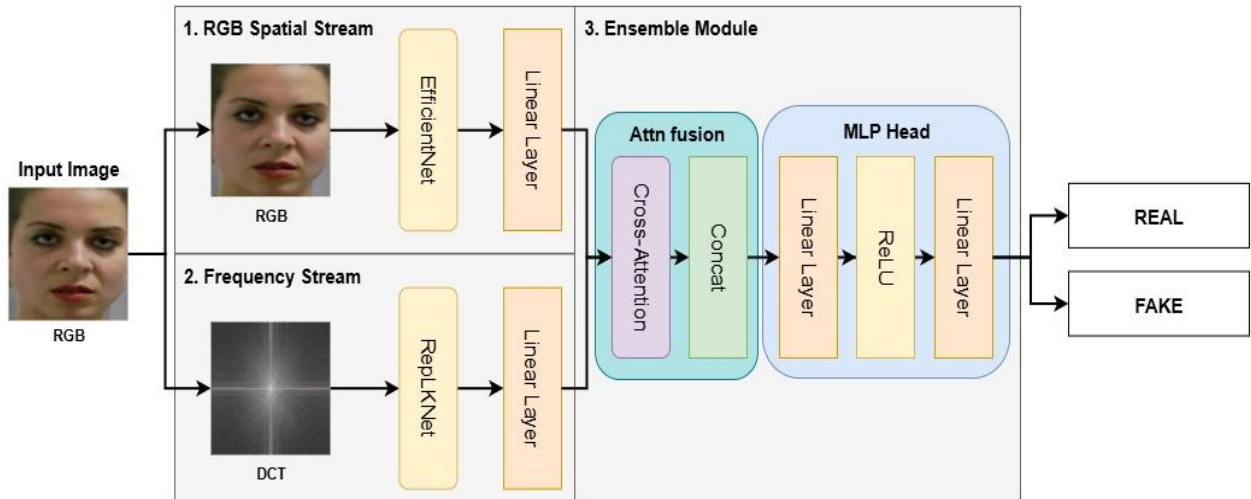 Input Image
RGB
1. RGB Spatial Stream
RGB
EfficientNet
Linear Layer
2. Frequency Stream
DCT
RepLKNet
Linear Layer
3. Ensemble Module
Attn fusion
Cross-Attention
Concat
MLP Head
Linear Layer
ReLU
Linear Layer
REAL
FAKE